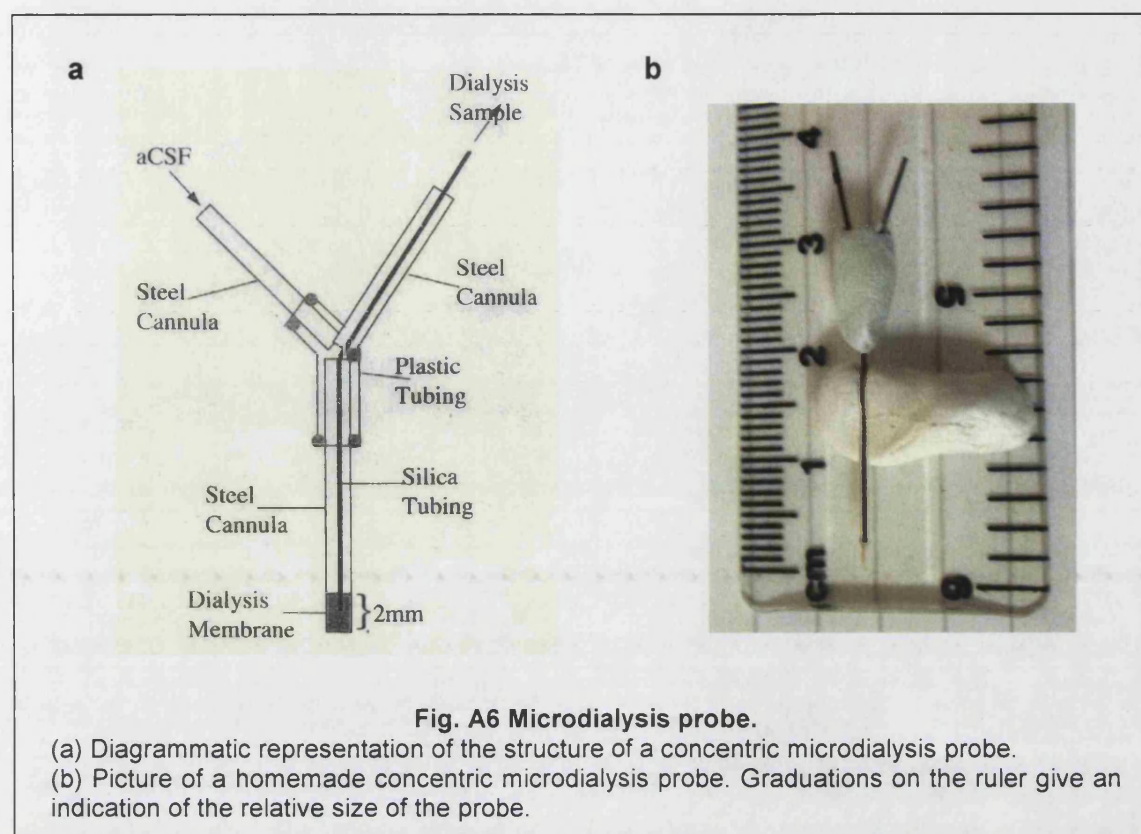 a
Dialysis
Sample
aCSF
Steel
Cannula
Steel
Cannula
Plastic
Tubing
Silica
Tubing
Steel
Cannula
Dialysis
Membrane
2mm
b
4
3
2
1
cm
5
6
Fig. A6 Microdialysis probe.
(a) Diagrammatic representation of the structure of a concentric microdialysis probe.
(b) Picture of a homemade concentric microdialysis probe. Graduations on the ruler give an
indication of the relative size of the probe.